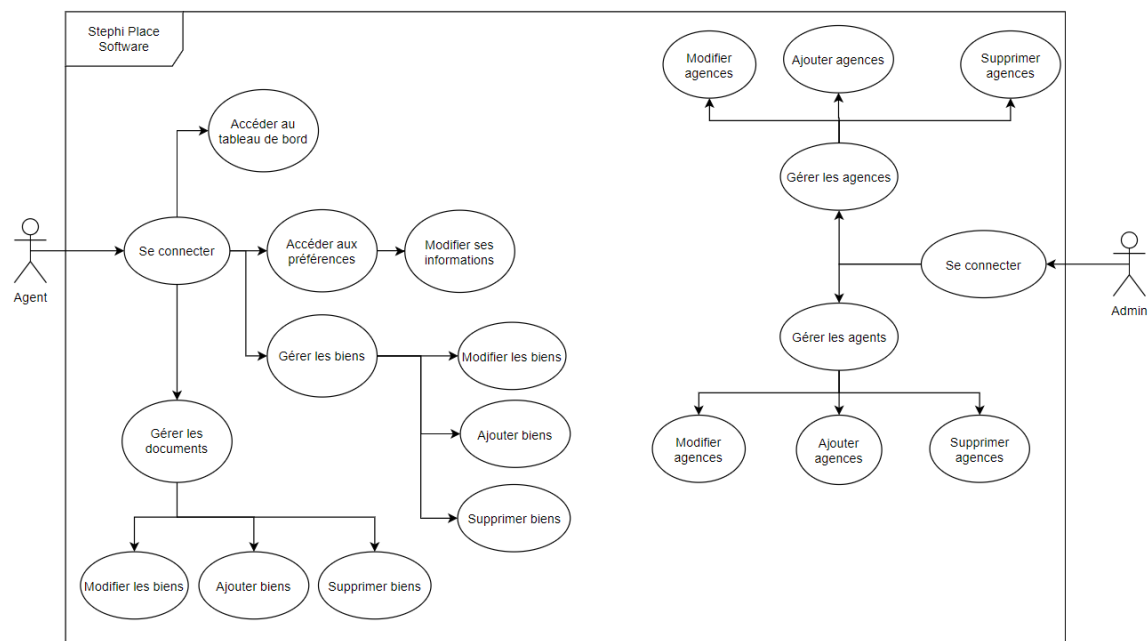 Stephi Place
Software
Modifier
agences
Ajouter agences
Supprimer
agences
Accéder au
tableau de bord
Gérer les agences
Agent
Se connecter
Accéder aux
préférences
Modifier ses
informations
Se connecter
Admin
Gérer les biens
Modifier les biens
Gérer les agents
Gérer les
documents
Ajouter biens
Modifier
agences
Ajouter
agences
Supprimer
agences
Supprimer biens
Modifier les biens
Ajouter biens
Supprimer biens